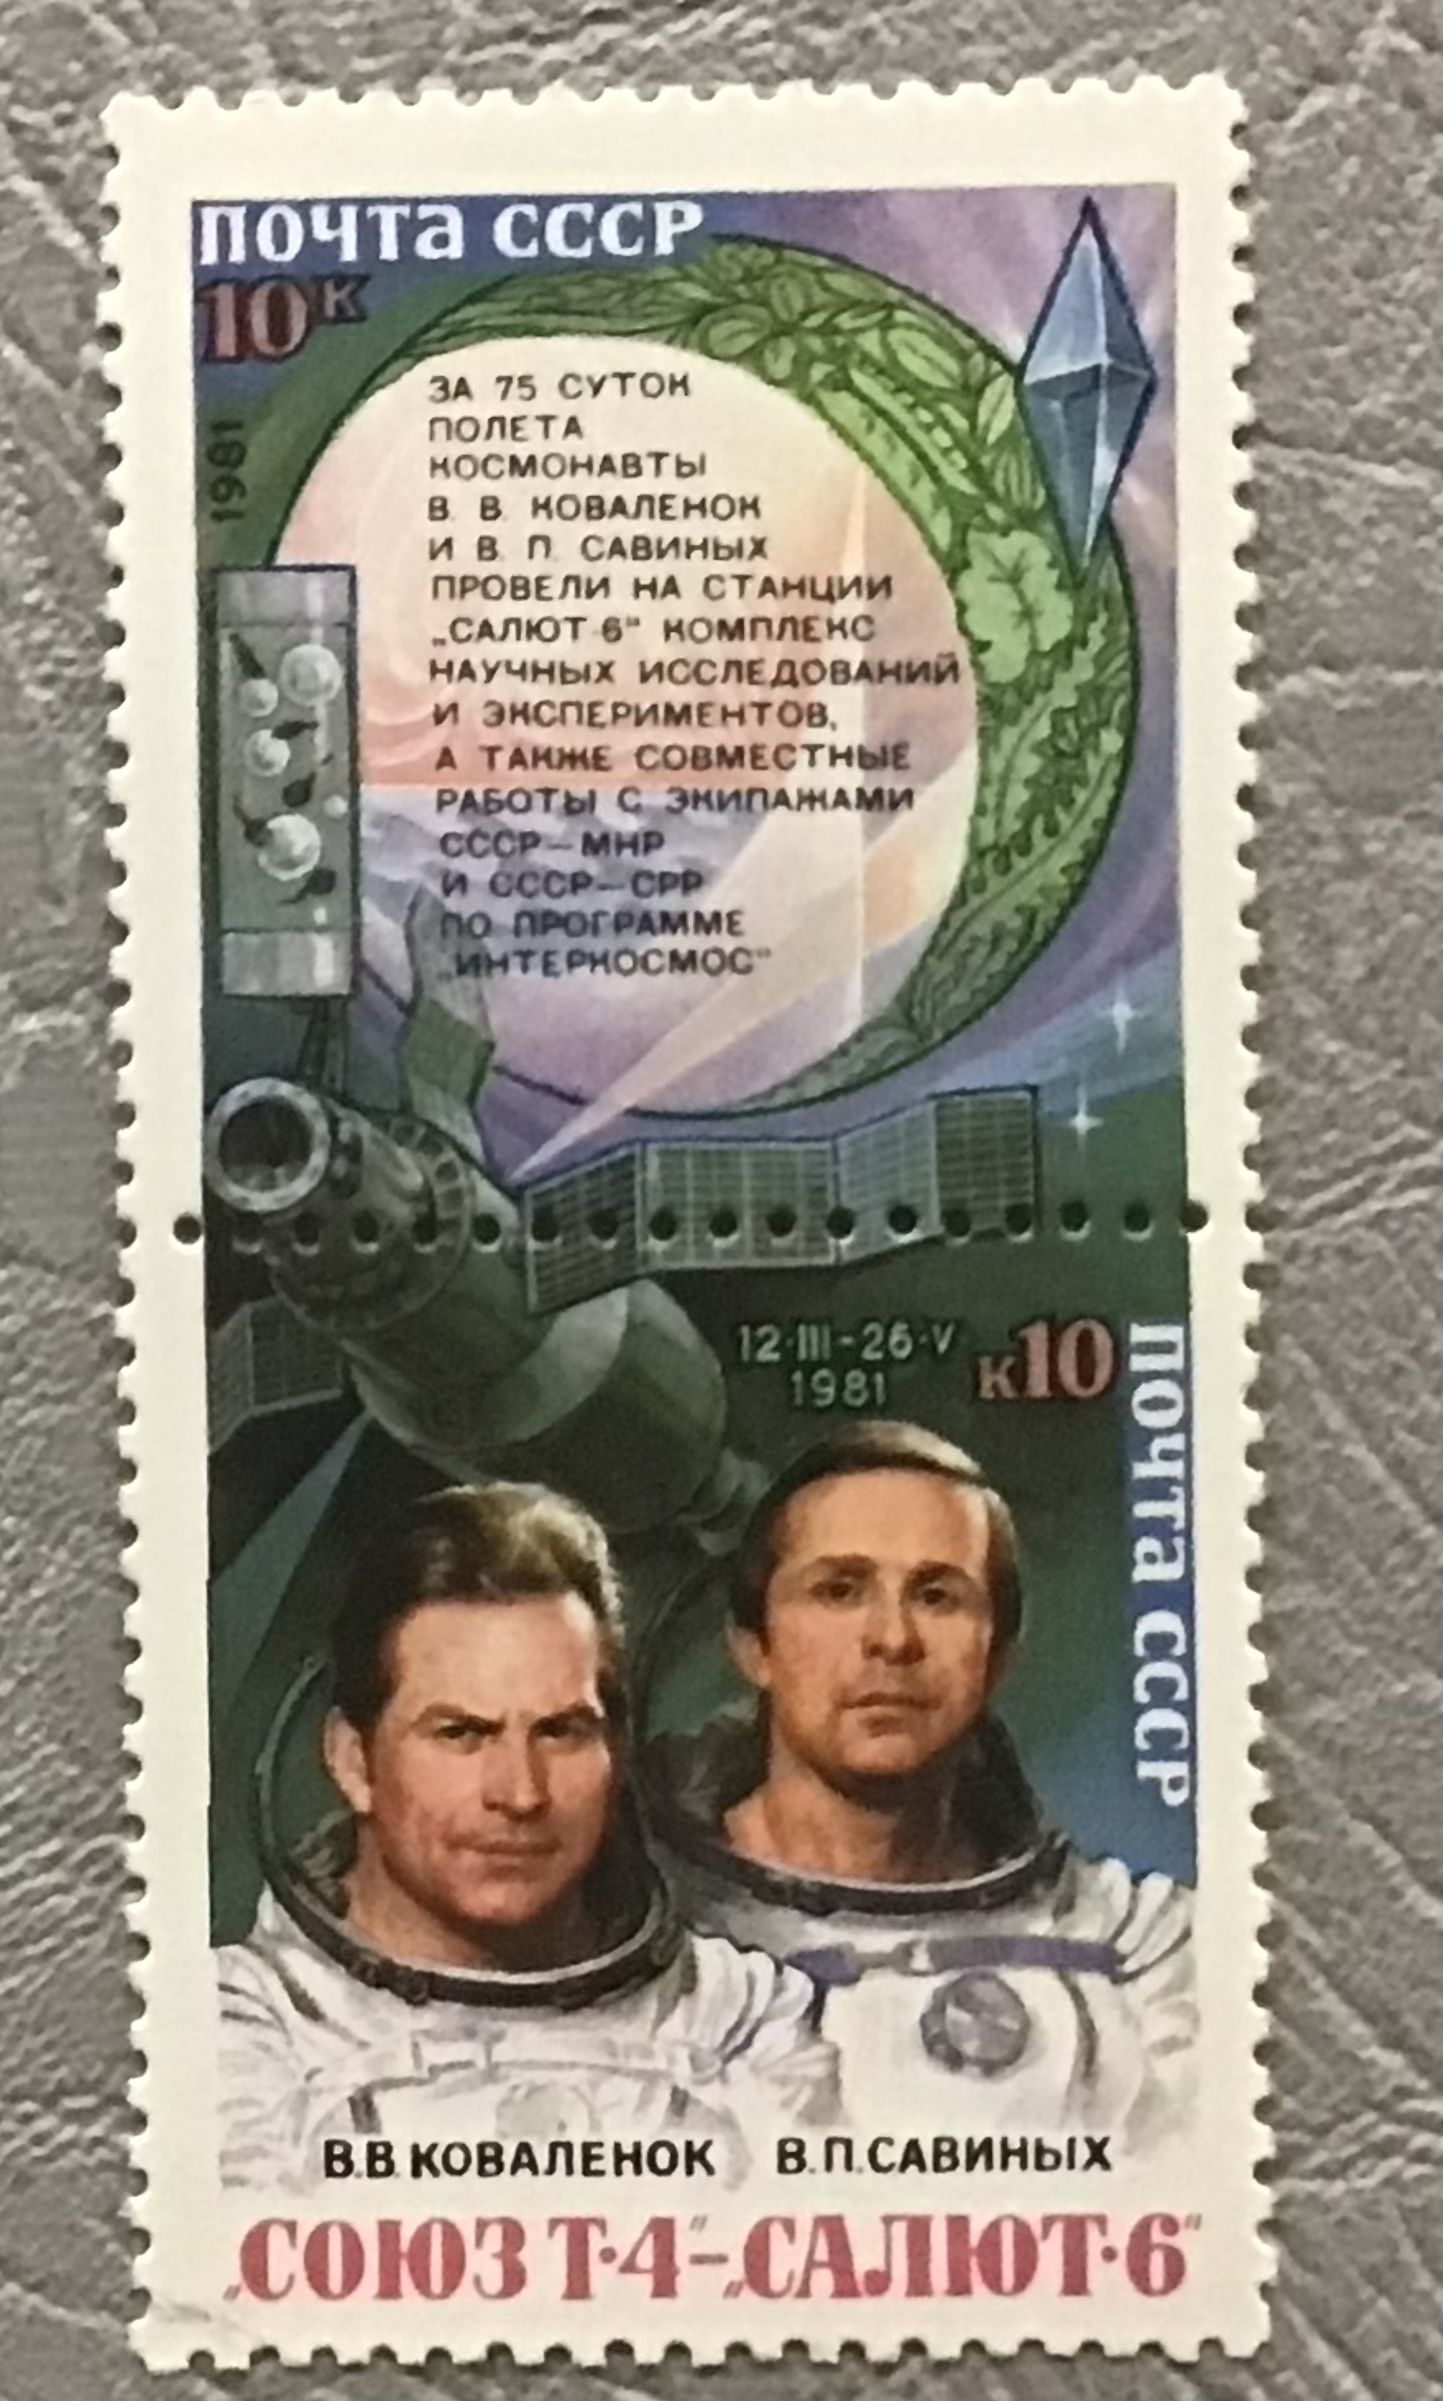 ПОЧТА СССР
10К
1981
ЗА 75 СУТОК
ПОЛЕТА
КОСМОНАВТЫ
В. В. КОВАЛЕНОК
И В. П. САВИНЫХ
ПРОВЕЛИ НА СТАНЦИИ
„САЛЮТ-6" КОМПЛЕКС
НАУЧНЫХ ИССЛЕДОВАНИЙ
И ЭКСПЕРИМЕНТОВ,
А ТАКЖЕ СОВМЕСТНЫЕ
РАБОТЫ С ЭКИПАЖАМИ
СССР—МНР
И СССР—СРР
ПО ПРОГРАММЕ
„ИНТЕРКОСМОС"
12·III-26·V
1981
К10
ПОЧТА СССР
В.В.КОВАЛЕНОК В.П.САВИНЫХ
„СОЮЗ Т·4"–„САЛЮТ·6"